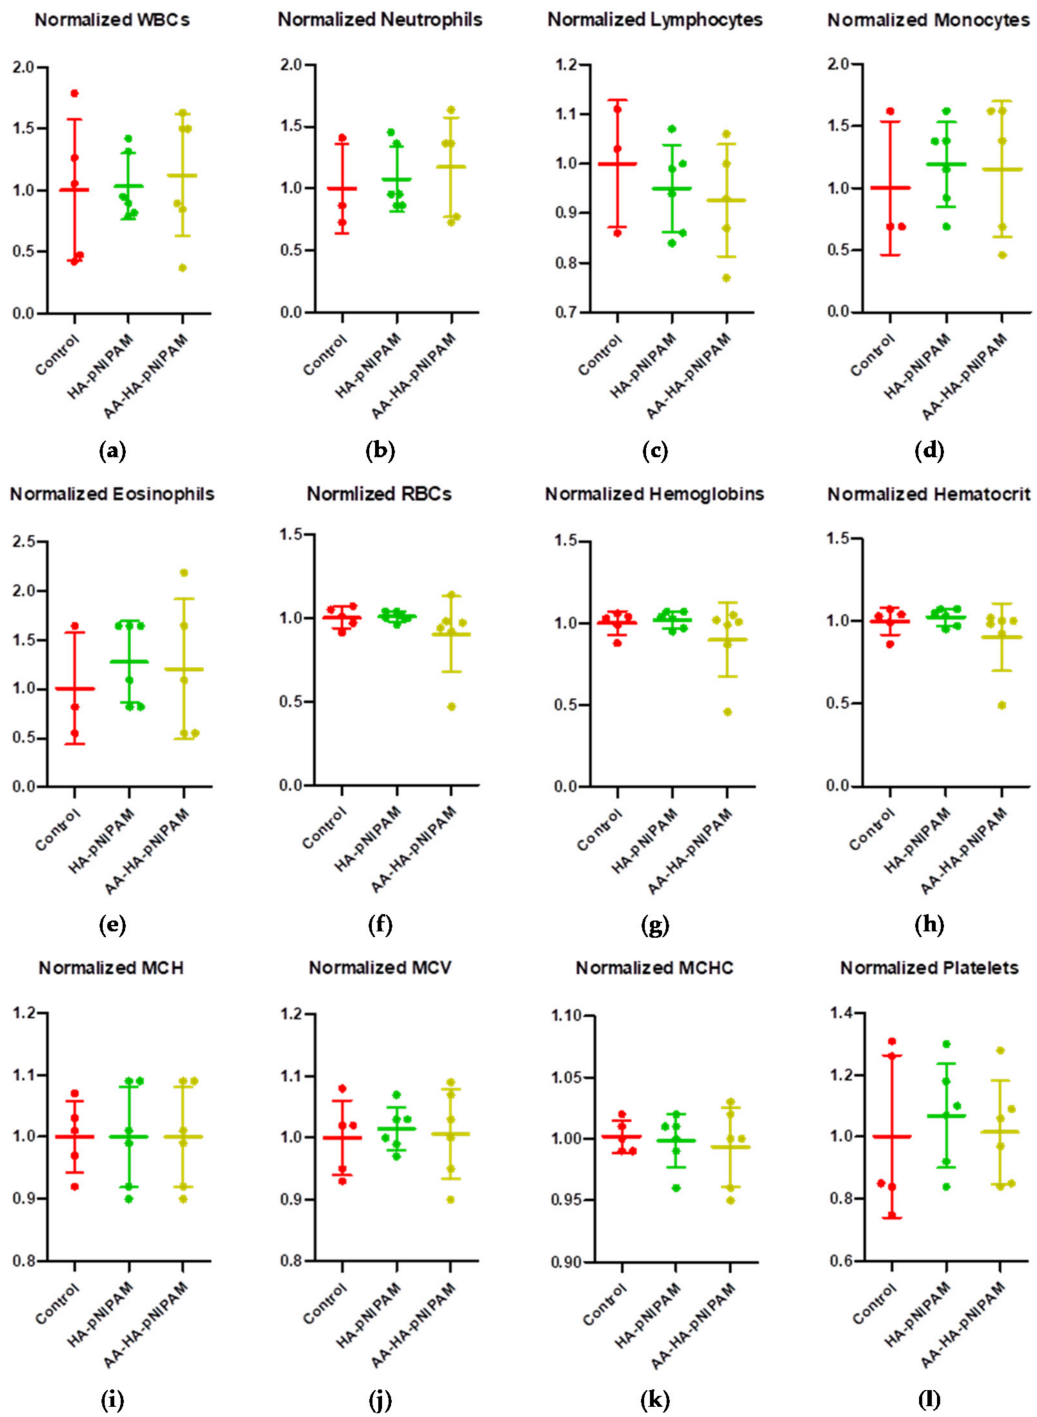 Normalized WBCs
2.0
1.5
1.0
0.5
0.0
Control
HA-pNIPAM
AA-HA-pNIPAM
(a)
Normalized Neutrophils
2.0
1.5
1.0
0.5
0.0
Control
HA-pNIPAM
AA-HA-pNIPAM
(b)
Normalized Lymphocytes
1.2
1.1
1.0
0.9
0.8
0.7
Control
HA-pNIPAM
AA-HA-pNIPAM
(c)
Normalized Monocytes
2.0
1.5
1.0
0.5
0.0
Control
HA-pNIPAM
AA-HA-pNIPAM
(d)
Normalized Eosinophils
2.5
2.0
1.5
1.0
0.5
0.0
Control
HA-pNIPAM
AA-HA-pNIPAM
(e)
Normlized RBCs
1.5
1.0
0.5
0.0
Control
HA-pNIPAM
AA-HA-pNIPAM
(f)
Normalized Hemoglobins
1.5
1.0
0.5
0.0
Control
HA-pNIPAM
AA-HA-pNIPAM
(g)
Normalized Hematocrit
1.5
1.0
0.5
0.0
Control
HA-pNIPAM
AA-HA-pNIPAM
(h)
Normalized MCH
1.2
1.1
1.0
0.9
0.8
Control
HA-pNIPAM
AA-HA-pNIPAM
(i)
Normalized MCV
1.2
1.1
1.0
0.9
0.8
Control
HA-pNIPAM
AA-HA-pNIPAM
(j)
Normalized MCHC
1.10
1.05
1.00
0.95
0.90
Control
HA-pNIPAM
AA-HA-pNIPAM
(k)
Normalized Platelets
1.4
1.2
1.0
0.8
0.6
Control
HA-pNIPAM
AA-HA-pNIPAM
(l)